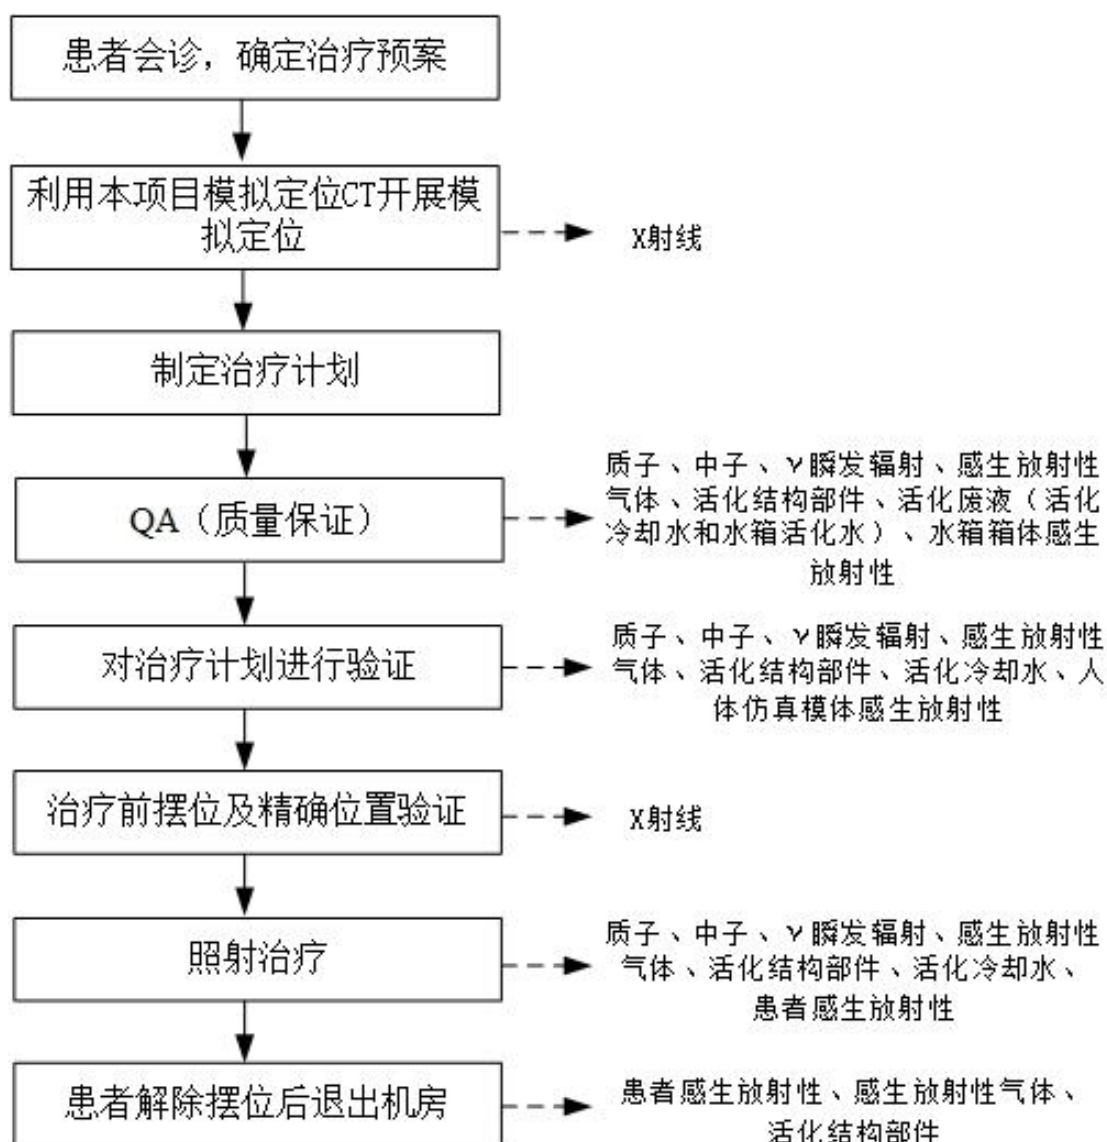 患者会诊，确定治疗预案
利用本项目模拟定位CT开展模
拟定位
X射线
制定治疗计划
QA（质量保证）
质子、中子、γ瞬发辐射、感生放射性
气体、活化结构部件、活化废液（活化
冷却水和水箱活化水）、水箱箱体感生
放射性
对治疗计划进行验证
质子、中子、γ瞬发辐射、感生放射性
气体、活化结构部件、活化冷却水、人
体仿真模体感生放射性
治疗前摆位及精确位置验证
X射线
照射治疗
质子、中子、γ瞬发辐射、感生放射性
气体、活化结构部件、活化冷却水、
患者感生放射性
患者解除摆位后退出机房
患者感生放射性、感生放射性气体、
活化结构部件